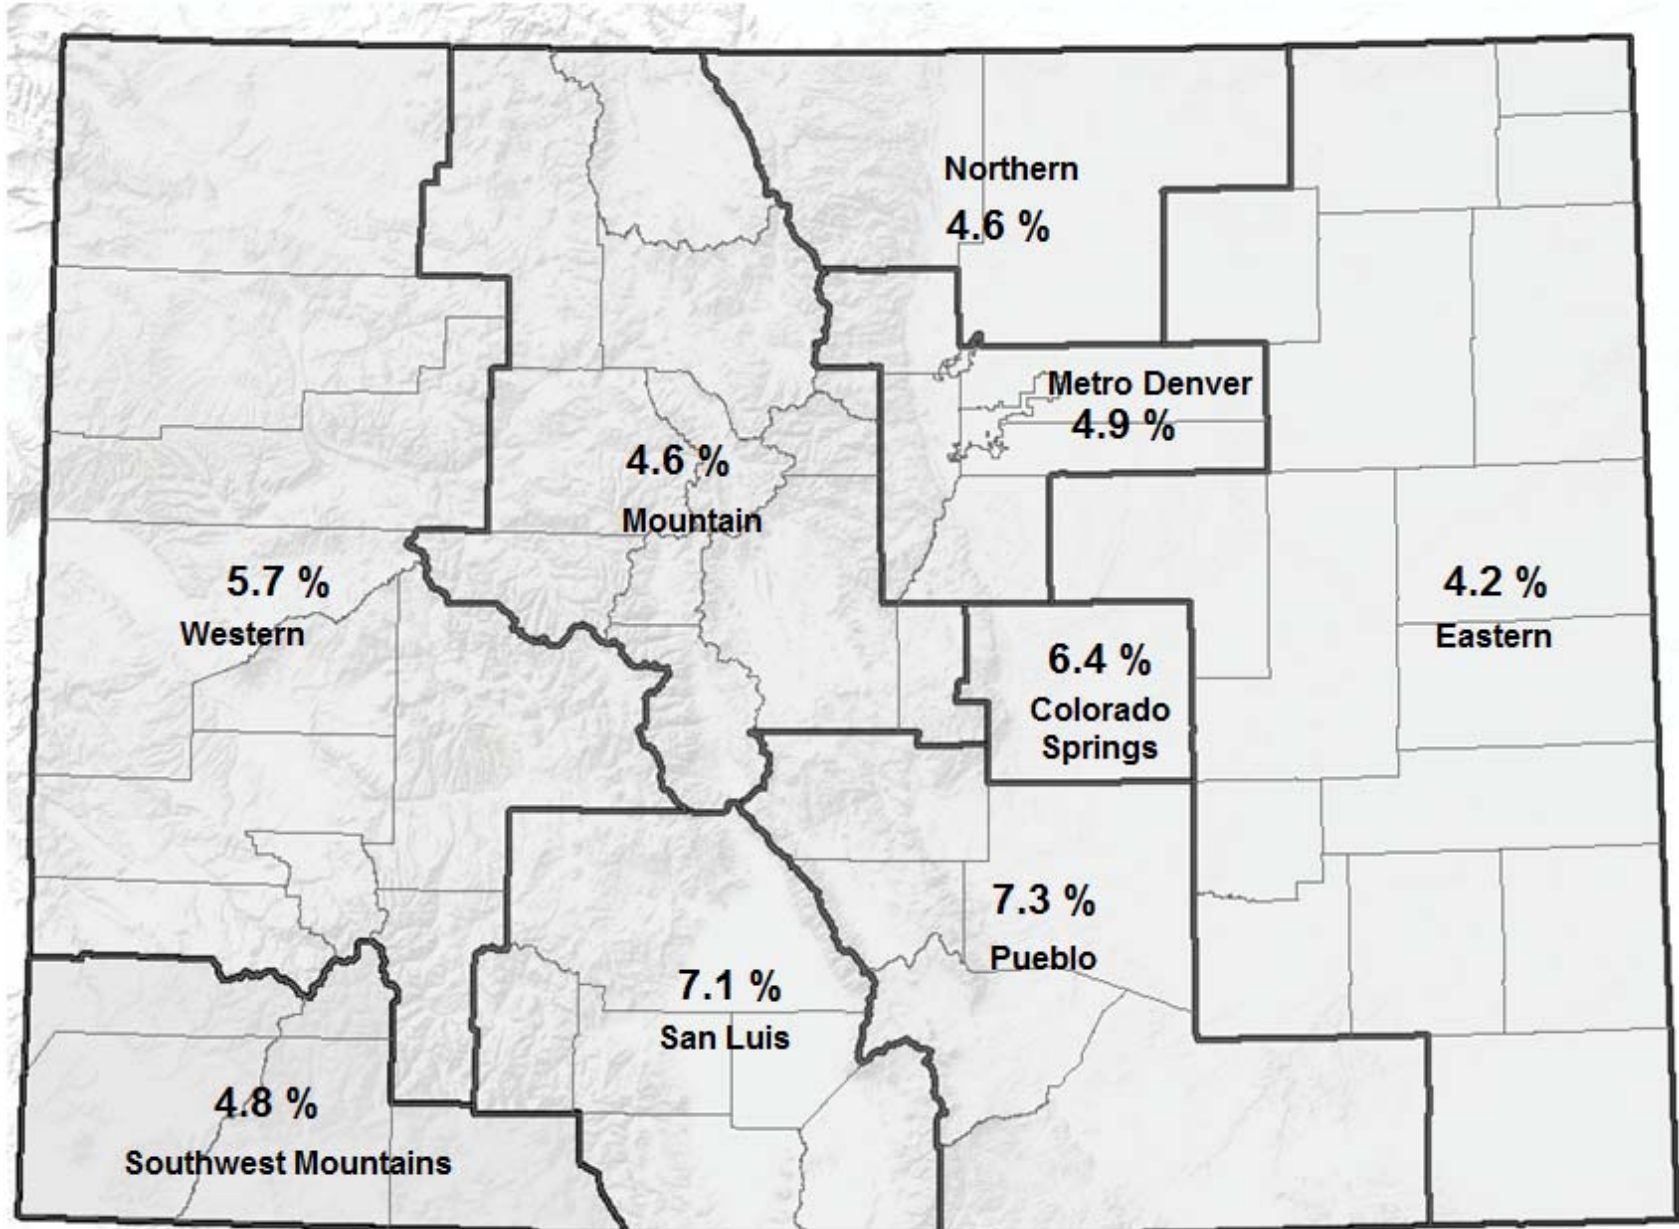 Northern
4.6 %
Metro Denver
4.9 %
4.6 %
Mountain
5.7 %
Western
4.2 %
Eastern
6.4 %
Colorado
Springs
7.3 %
Pueblo
7.1 %
San Luis
4.8 %
Southwest Mountains